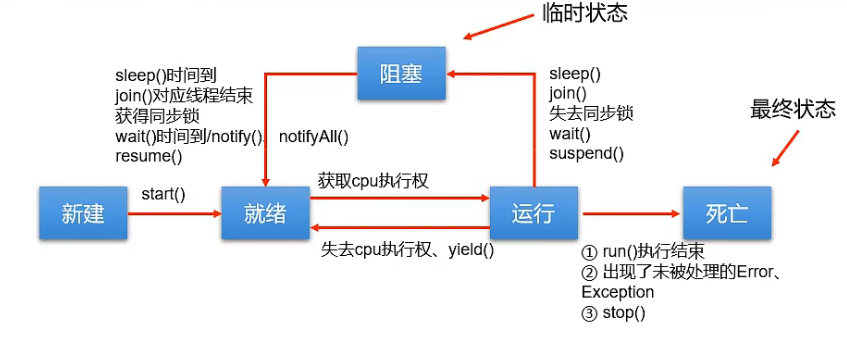 临时状态
阻塞
sleep()时间到
join()对应线程结束
获得同步锁
wait()时间到/notify()、notifyAll()
resume()
sleep()
join()
失去同步锁
wait()
suspend()
最终状态
新建
start()
就绪
获取cpu执行权
失去cpu执行权、yield()
运行
死亡
① run()执行结束
② 出现了未被处理的Error、
Exception
③ stop()